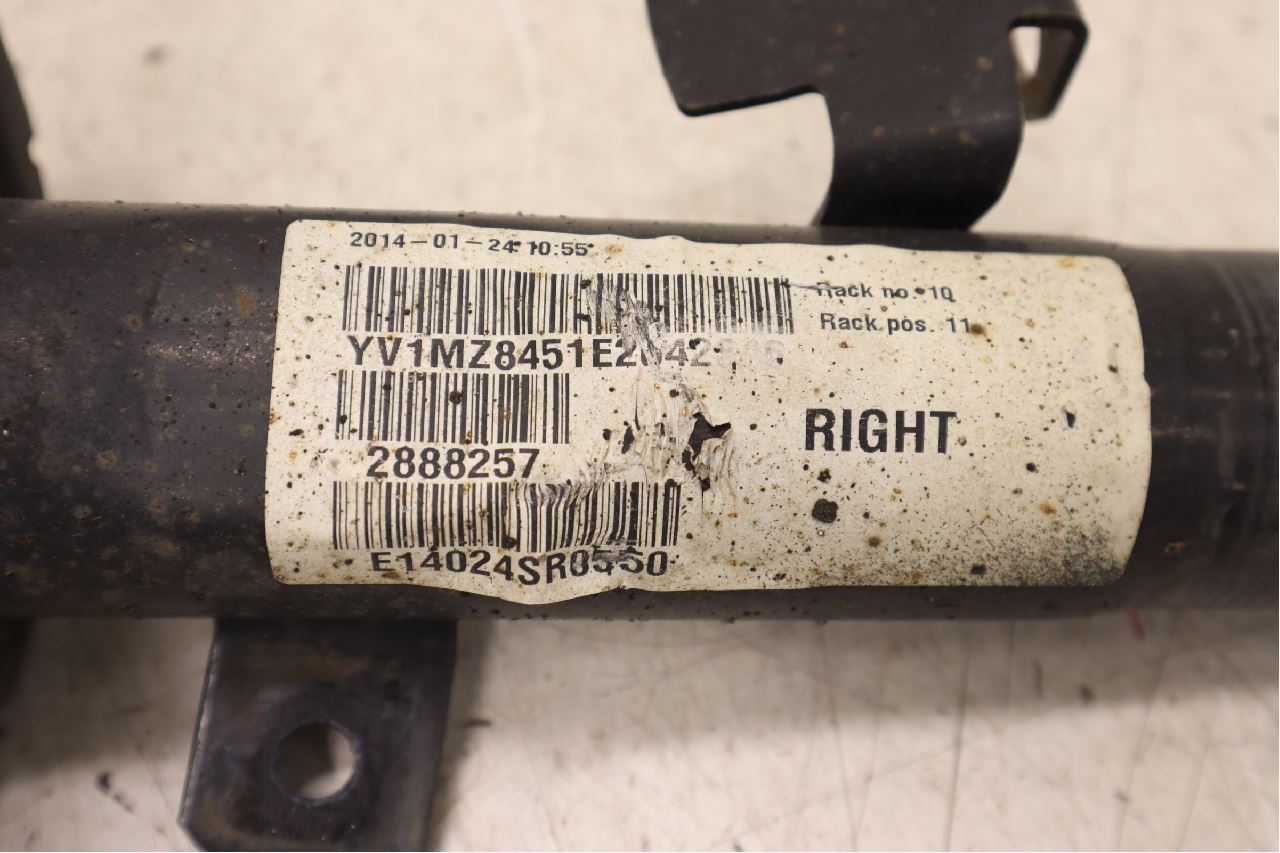 2014-01-24 10:55
Rack no. 10
Rack pos. 11
2888257
RIGHT
E14024SR0550